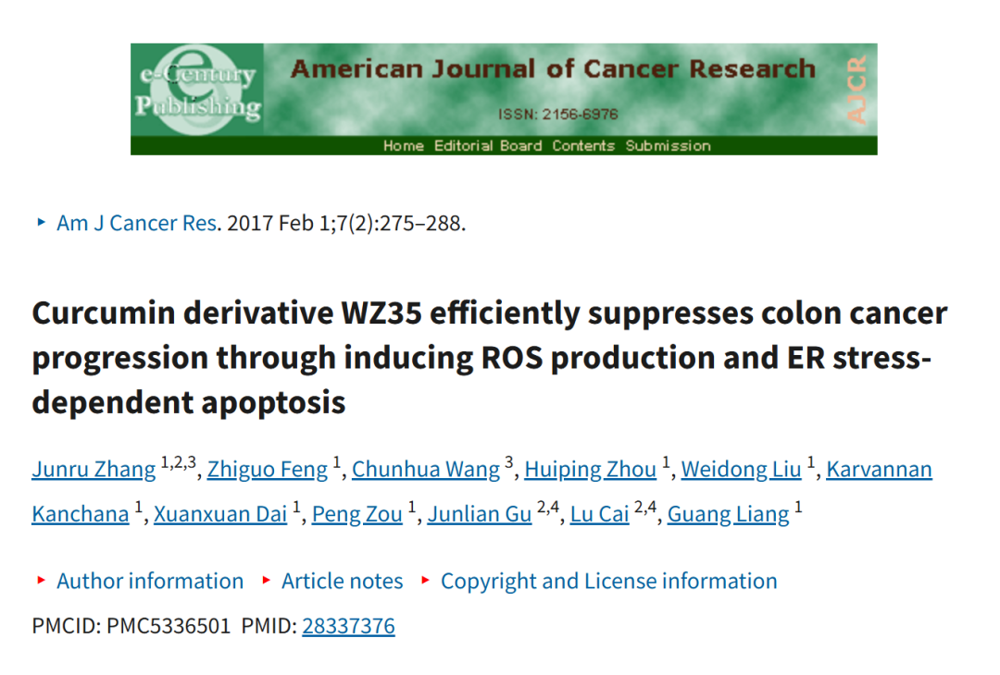 e-Century
Publishing
American Journal of Cancer Research
ISSN: 2156-6976
AJCR
Home Editorial Board Contents Submission
Am J Cancer Res. 2017 Feb 1;7(2):275–288.
Curcumin derivative WZ35 efficiently suppresses colon cancer
progression through inducing ROS production and ER stress-
dependent apoptosis
Junru Zhang 1,2,3, Zhiguo Feng 1, Chunhua Wang 3, Huiping Zhou 1, Weidong Liu 1, Karvannan
Kanchana 1, Xuanxuan Dai 1, Peng Zou 1, Junlian Gu 2,4, Lu Cai 2,4, Guang Liang 1
Author information Article notes Copyright and License information
PMCID: PMC5336501 PMID: 28337376